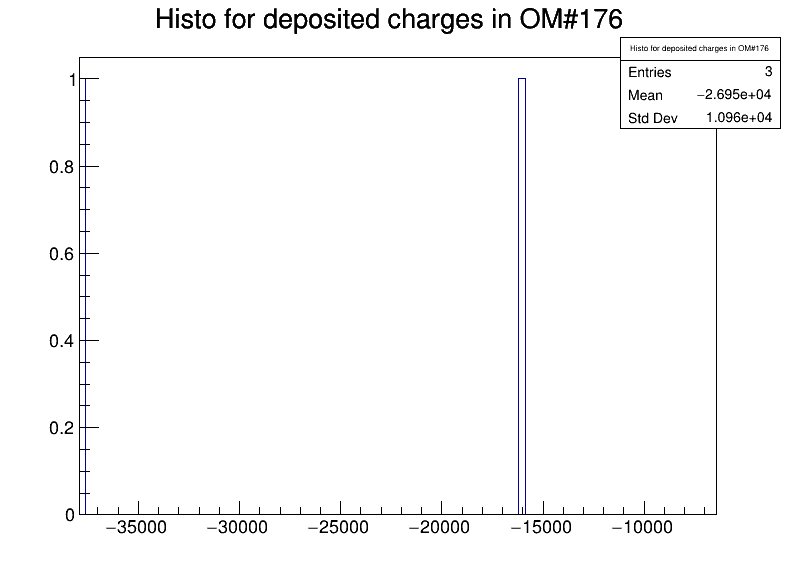 Histo for deposited charges in OM#176
Histo for deposited charges in OM#176
Entries 3
Mean −2.695e+04
Std Dev 1.096e+04
1
0.8
0.6
0.4
0.2
0
−35000 −30000 −25000 −20000 −15000 −10000